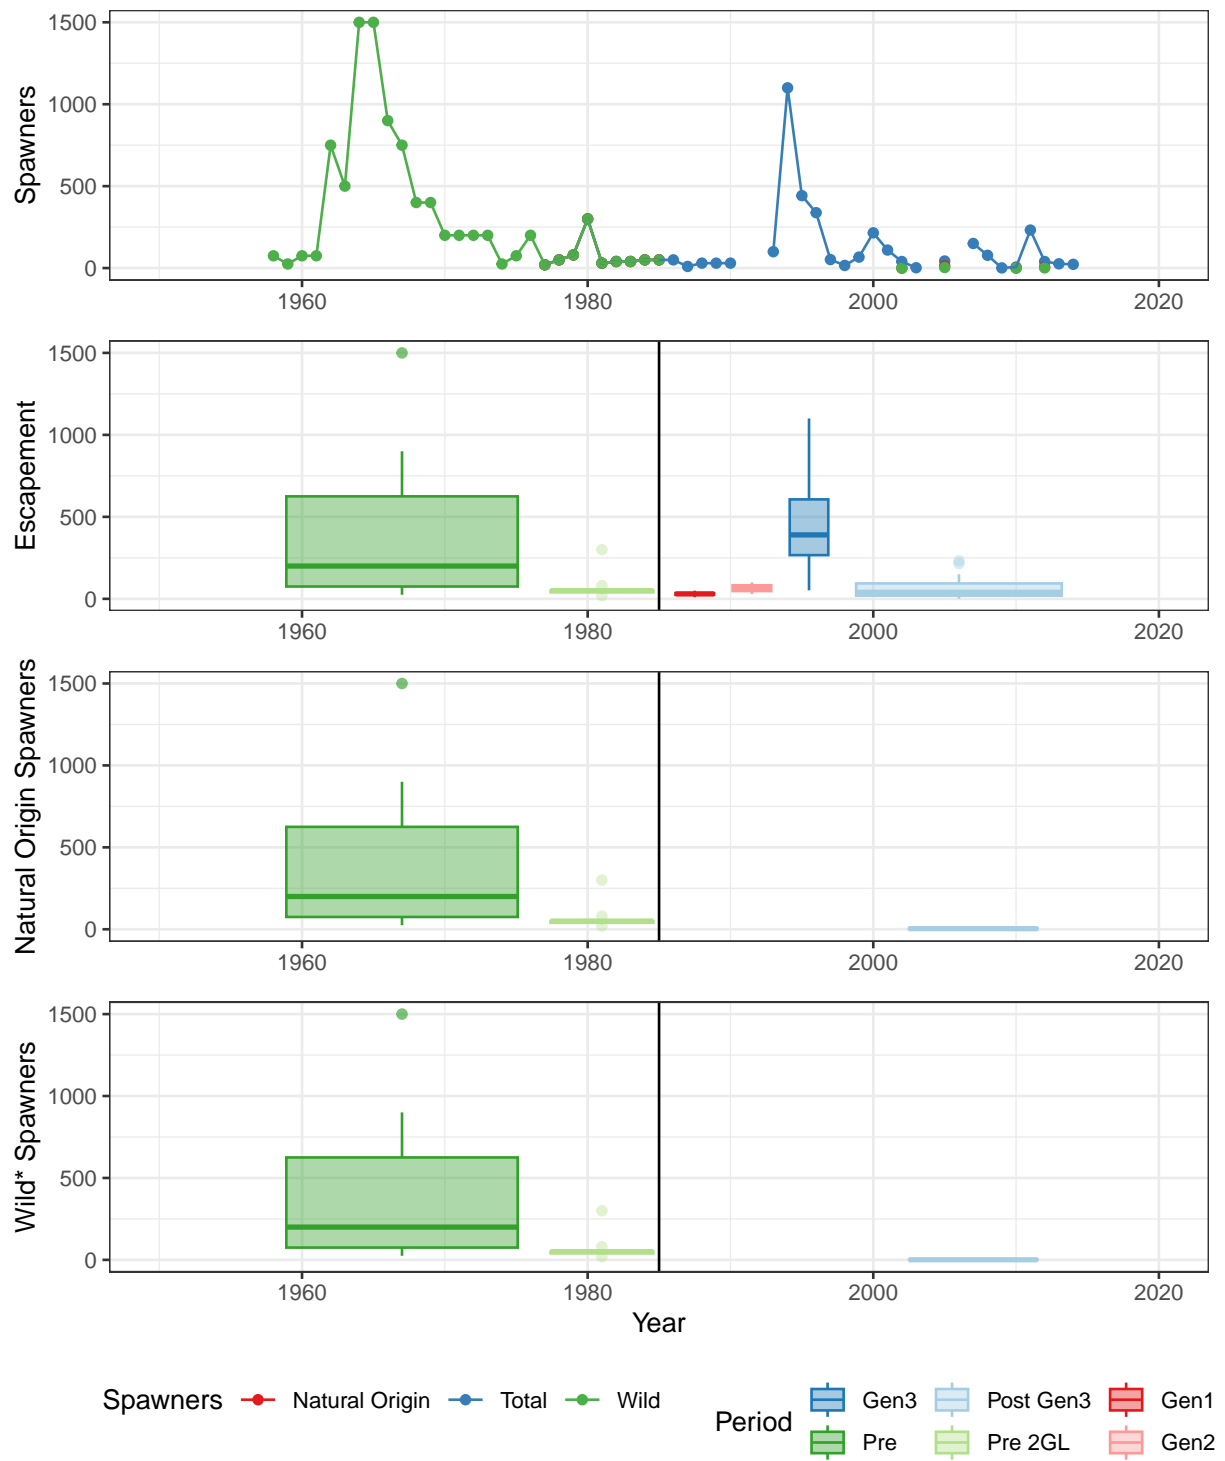 Spawners
1500
1000
500
0
1960 1980 2000 2020
Escapement
1500
1000
500
0
1960 1980 2000 2020
Natural Origin Spawners
1500
1000
500
0
1960 1980 2000 2020
Wild* Spawners
1500
1000
500
0
1960 1980 2000 2020
Year
Spawners Natural Origin Total Wild
Period Gen3 Post Gen3 Gen1
Pre Pre 2GL Gen2